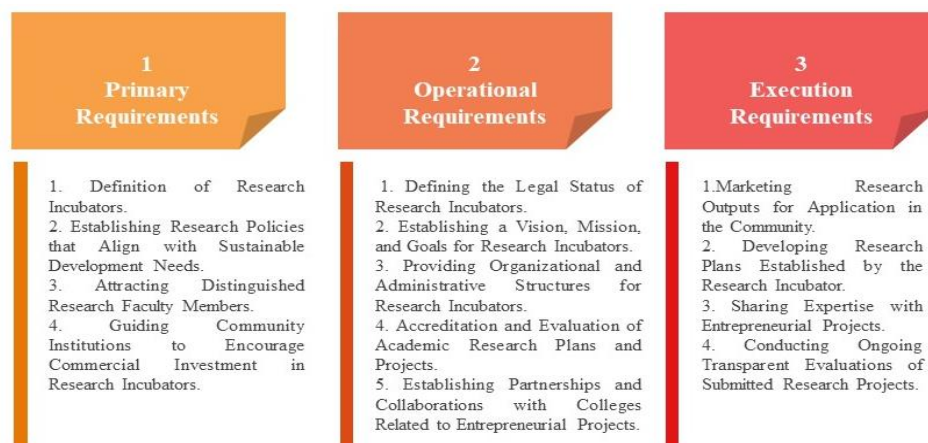 1
Primary
Requirements
1. Definition of Research
Incubators.
2. Establishing Research Policies
that Align with Sustainable
Development Needs.
3. Attracting Distinguished
Research Faculty Members.
4. Guiding Community
Institutions to Encourage
Commercial Investment in
Research Incubators.
2
Operational
Requirements
1. Defining the Legal Status of
Research Incubators.
2. Establishing a Vision, Mission,
and Goals for Research Incubators.
3. Providing Organizational and
Administrative Structures for
Research Incubators.
4. Accreditation and Evaluation of
Academic Research Plans and
Projects.
5. Establishing Partnerships and
Collaborations with Colleges
Related to Entrepreneurial Projects.
3
Execution
Requirements
1.Marketing Research
Outputs for Application in
the Community.
2. Developing Research
Plans Established by the
Research Incubator.
3. Sharing Expertise with
Entrepreneurial Projects.
4. Conducting Ongoing
Transparent Evaluations of
Submitted Research Projects.